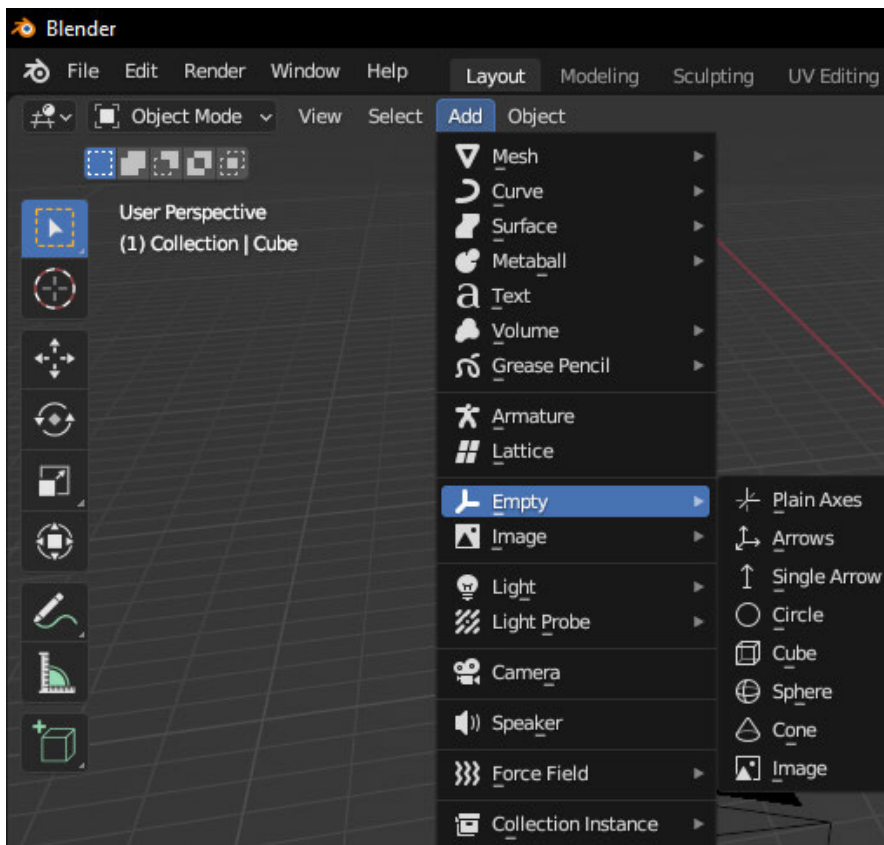 Blender
File Edit Render Window Help Layout Modeling Sculpting UV Editing
Object Mode View Select Add Object
User Perspective
(1) Collection | Cube
Mesh
Curve
Surface
Metaball
Text
Volume
Grease Pencil
Armature
Lattice
Empty
Image
Light
Light Probe
Camera
Speaker
Force Field
Collection Instance
Plain Axes
Arrows
Single Arrow
Circle
Cube
Sphere
Cone
Image